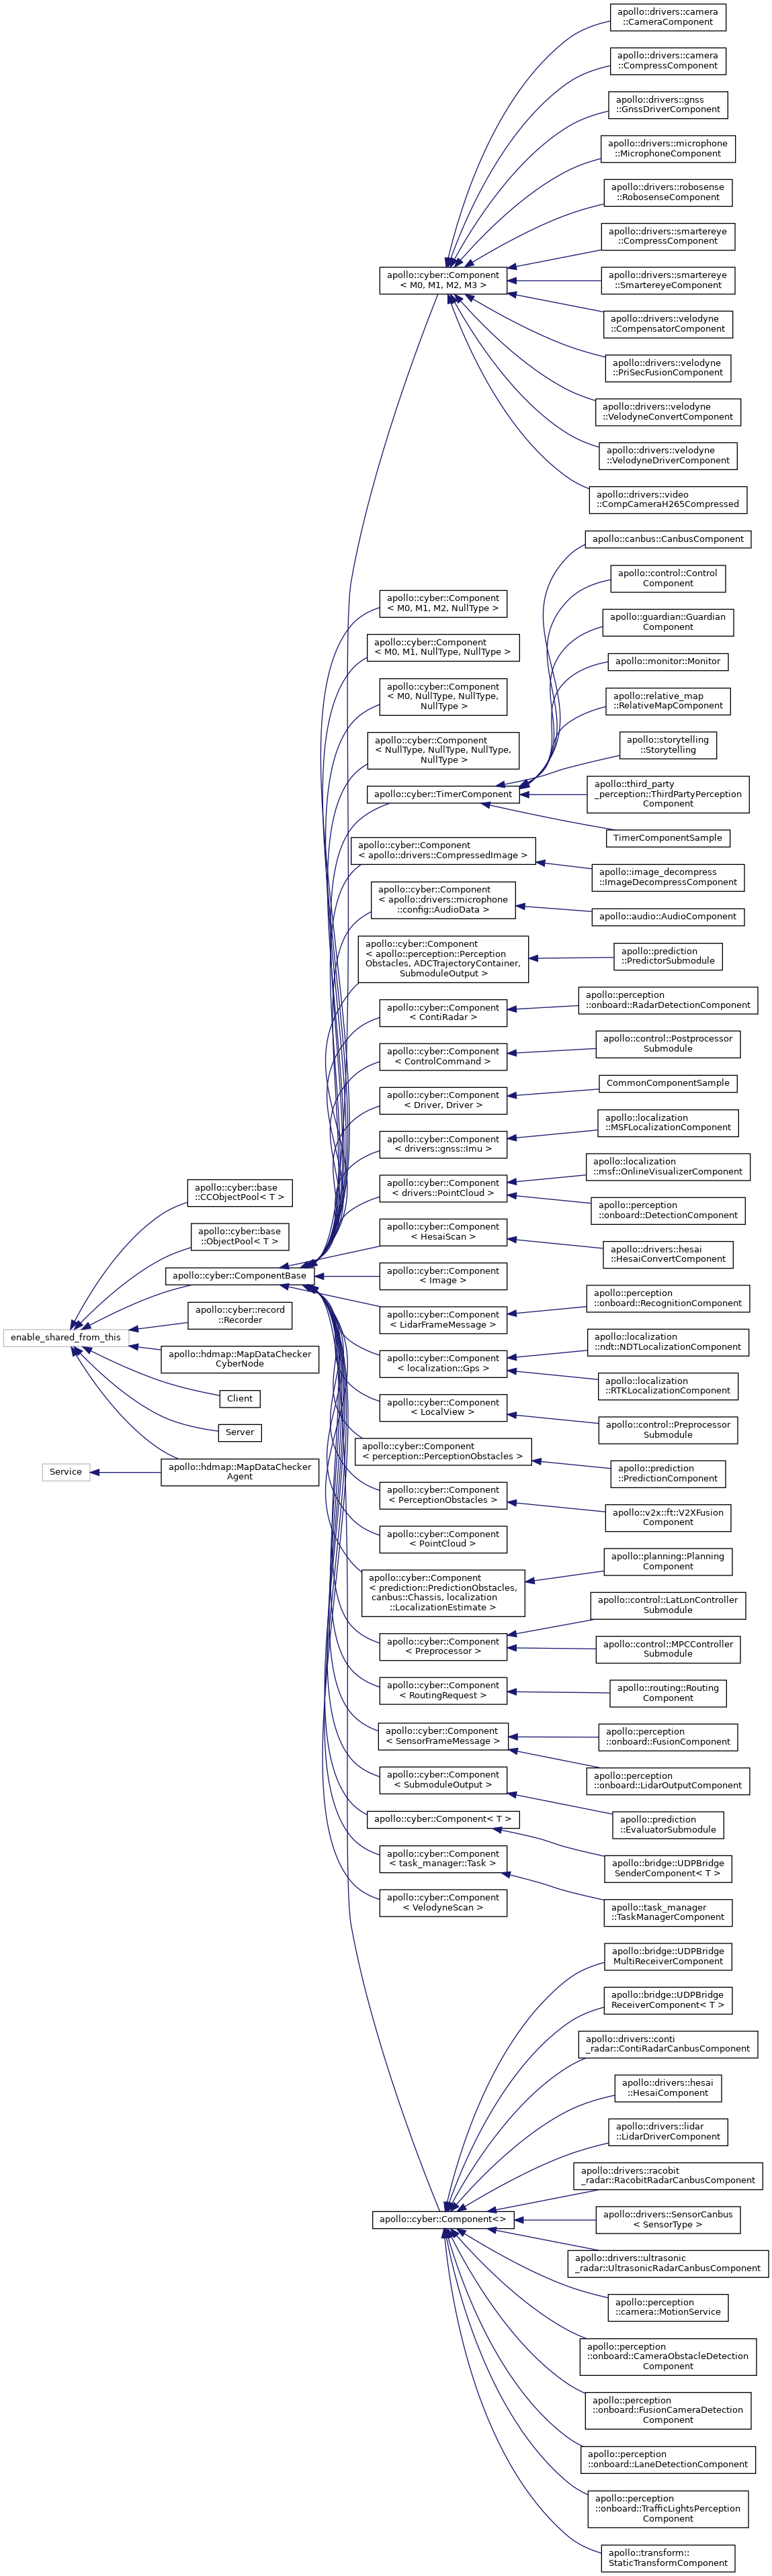 apollo::drivers::camera
::CameraComponent
apollo::drivers::camera
::CompressComponent
apollo::drivers::gnss
::GnssDriverComponent
apollo::drivers::microphone
::MicrophoneComponent
apollo::drivers::robosense
::RobosenseComponent
apollo::drivers::smartereye
::CompressComponent
apollo::cyber::Component
< M0, M1, M2, M3 >
apollo::drivers::smartereye
::SmartereyeComponent
apollo::drivers::velodyne
::CompensatorComponent
apollo::drivers::velodyne
::PriSecFusionComponent
apollo::drivers::velodyne
::VelodyneConvertComponent
apollo::drivers::velodyne
::VelodyneDriverComponent
apollo::drivers::video
::CompCameraH265Compressed
apollo::canbus::CanbusComponent
apollo::control::Control
Component
apollo::cyber::Component
< M0, M1, M2, NullType >
apollo::guardian::Guardian
Component
apollo::cyber::Component
< M0, M1, NullType, NullType >
apollo::monitor::Monitor
apollo::cyber::Component
< M0, NullType, NullType,
NullType >
apollo::relative_map
::RelativeMapComponent
apollo::cyber::Component
< NullType, NullType, NullType,
NullType >
apollo::storytelling
::Storytelling
apollo::cyber::TimerComponent
apollo::third_party
_perception::ThirdPartyPerception
Component
TimerComponentSample
apollo::cyber::Component
< apollo::drivers::CompressedImage >
apollo::image_decompress
::ImageDecompressComponent
apollo::cyber::Component
< apollo::drivers::microphone
::config::AudioData >
apollo::audio::AudioComponent
apollo::cyber::Component
< apollo::perception::Perception
Obstacles, ADCTrajectoryContainer,
SubmoduleOutput >
apollo::prediction
::PredictorSubmodule
apollo::cyber::Component
< ContiRadar >
apollo::perception
::onboard::RadarDetectionComponent
apollo::cyber::Component
< ControlCommand >
apollo::control::Postprocessor
Submodule
apollo::cyber::Component
< Driver, Driver >
CommonComponentSample
apollo::cyber::Component
< drivers::gnss::Imu >
apollo::localization
::MSFLocalizationComponent
apollo::cyber::base
::CCObjectPool< T >
apollo::cyber::Component
< drivers::PointCloud >
apollo::localization
::msf::OnlineVisualizerComponent
apollo::perception
::onboard::DetectionComponent
apollo::cyber::base
::ObjectPool< T >
apollo::cyber::Component
< HesaiScan >
apollo::drivers::hesai
::HesaiConvertComponent
apollo::cyber::ComponentBase
apollo::cyber::Component
< Image >
apollo::cyber::record
::Recorder
apollo::cyber::Component
< LidarFrameMessage >
apollo::perception
::onboard::RecognitionComponent
enable_shared_from_this
apollo::hdmap::MapDataChecker
CyberNode
apollo::cyber::Component
< localization::Gps >
apollo::localization
::ndt::NDTLocalizationComponent
apollo::localization
::RTKLocalizationComponent
Client
apollo::cyber::Component
< LocalView >
apollo::control::Preprocessor
Submodule
Server
apollo::cyber::Component
< perception::PerceptionObstacles >
apollo::prediction
::PredictionComponent
Service
apollo::hdmap::MapDataChecker
Agent
apollo::cyber::Component
< PerceptionObstacles >
apollo::v2x::ft::V2XFusion
Component
apollo::cyber::Component
< PointCloud >
apollo::planning::Planning
Component
apollo::cyber::Component
< prediction::PredictionObstacles,
canbus::Chassis, localization
::LocalizationEstimate >
apollo::control::LatLonController
Submodule
apollo::cyber::Component
< Preprocessor >
apollo::control::MPCController
Submodule
apollo::cyber::Component
< RoutingRequest >
apollo::routing::Routing
Component
apollo::cyber::Component
< SensorFrameMessage >
apollo::perception
::onboard::FusionComponent
apollo::perception
::onboard::LidarOutputComponent
apollo::cyber::Component
< SubmoduleOutput >
apollo::prediction
::EvaluatorSubmodule
apollo::cyber::Component< T >
apollo::bridge::UDPBridge
SenderComponent< T >
apollo::cyber::Component
< task_manager::Task >
apollo::task_manager
::TaskManagerComponent
apollo::cyber::Component
< VelodyneScan >
apollo::bridge::UDPBridge
MultiReceiverComponent
apollo::bridge::UDPBridge
ReceiverComponent< T >
apollo::drivers::conti
_radar::ContiRadarCanbusComponent
apollo::drivers::hesai
::HesaiComponent
apollo::drivers::lidar
::LidarDriverComponent
apollo::drivers::racobit
_radar::RacobitRadarCanbusComponent
apollo::cyber::Component<>
apollo::drivers::SensorCanbus
< SensorType >
apollo::drivers::ultrasonic
_radar::UltrasonicRadarCanbusComponent
apollo::perception
::camera::MotionService
apollo::perception
::onboard::CameraObstacleDetection
Component
apollo::perception
::onboard::FusionCameraDetection
Component
apollo::perception
::onboard::LaneDetectionComponent
apollo::perception
::onboard::TrafficLightsPerception
Component
apollo::transform::
StaticTransformComponent